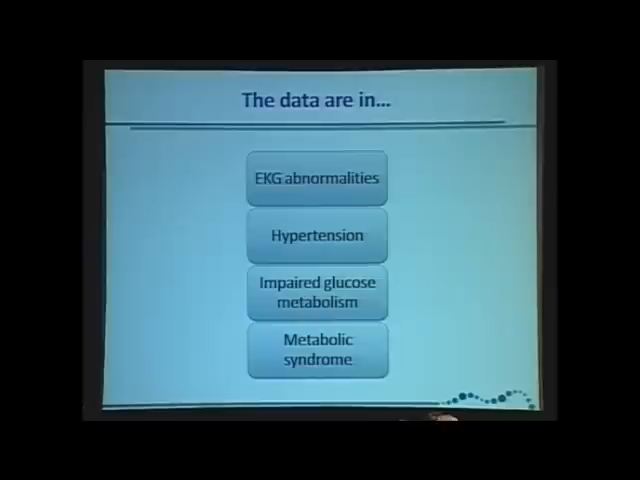 The data are in...
EKG abnormalities
Hypertension
Impaired glucose
metabolism
Metabolic
syndrome